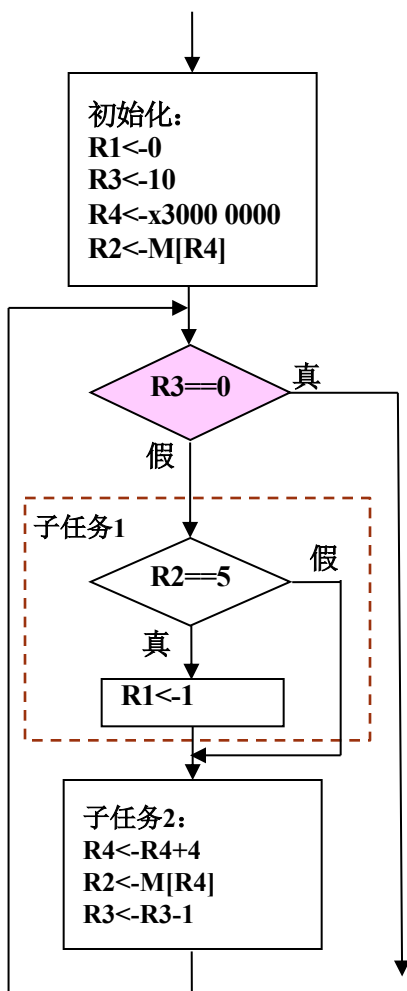 初始化：
R1<-0
R3<-10
R4<-x3000 0000
R2<-M[R4]
R3==0
真
假
子任务1
R2==5
假
真
R1<-1
子任务2：
R4<-R4+4
R2<-M[R4]
R3<-R3-1